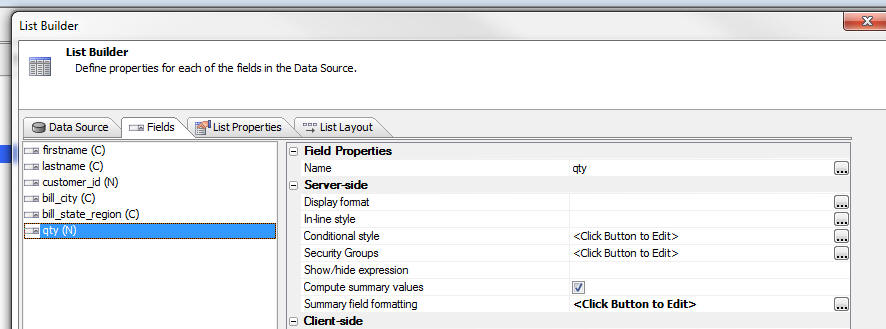 List Builder
List Builder
Define properties for each of the fields in the Data Source.
Data Source Fields List Properties List Layout
firstname (C)
lastname (C)
customer_id (N)
bill_city (C)
bill_state_region (C)
qty (N)
Field Properties
Name qty ...
Server-side
Display format ...
In-line style ...
Conditional style <Click Button to Edit> ...
Security Groups <Click Button to Edit> ...
Show/hide expression
Compute summary values
Summary field formatting <Click Button to Edit> ...
Client-side